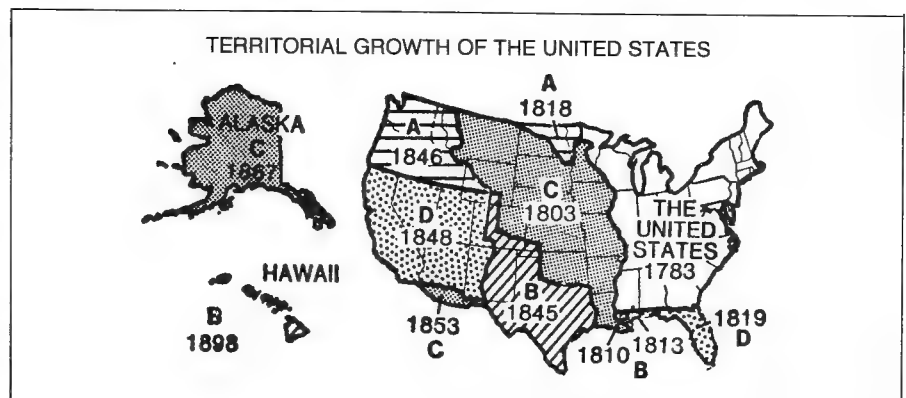 TERRITORIAL GROWTH OF THE UNITED STATES
A
1818
ALASKA
C
1867
A
1846
C
1803
D
1848
THE
UNITED
STATES
1783
HAWAII
B
1898
B
1845
1853
C
1810
1813
B
1819
D